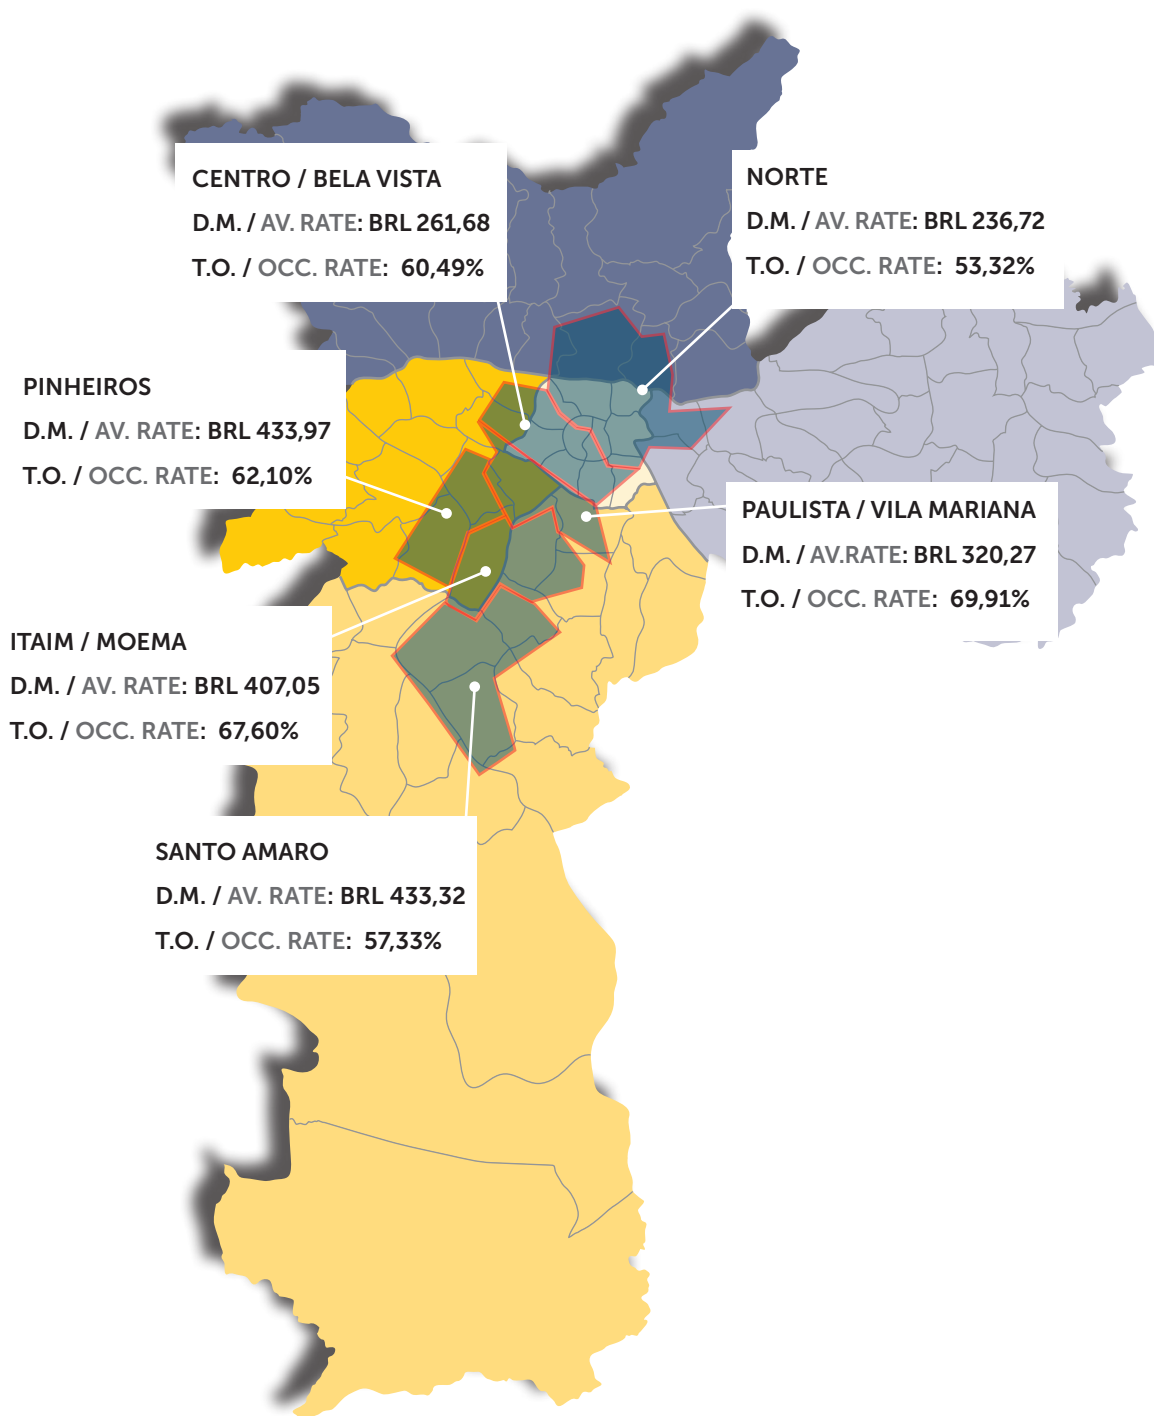 CENTRO / BELA VISTA
D.M. / AV. RATE: BRL 261,68
T.O. / OCC. RATE: 60,49%
NORTE
D.M. / AV. RATE: BRL 236,72
T.O. / OCC. RATE: 53,32%
PINHEIROS
D.M. / AV. RATE: BRL 433,97
T.O. / OCC. RATE: 62,10%
PAULISTA / VILA MARIANA
D.M. / AV.RATE: BRL 320,27
T.O. / OCC. RATE: 69,91%
ITAIM / MOEMA
D.M. / AV. RATE: BRL 407,05
T.O. / OCC. RATE: 67,60%
SANTO AMARO
D.M. / AV. RATE: BRL 433,32
T.O. / OCC. RATE: 57,33%